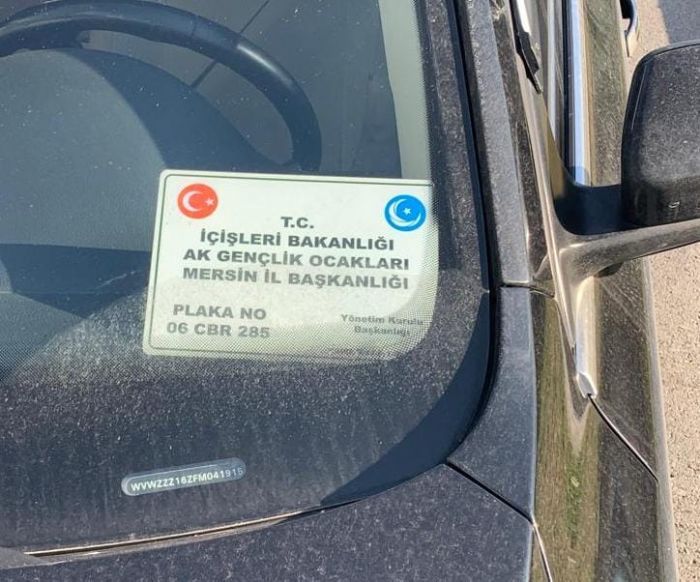 T.C.
İÇİŞLERİ BAKANLIĞI
AK GENÇLİK OCAKLARI
MERSİN İL BAŞKANLIĞI
PLAKA NO
06 CBR 285
Yönetim Kurulu
Başkanlığı
WVWZZZ16ZFM041915